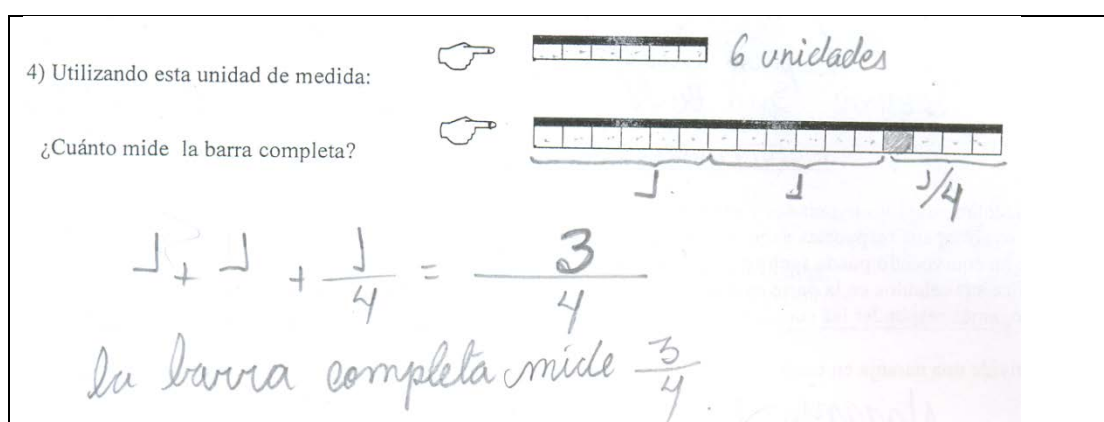 6 unidades
4) Utilizando esta unidad de medida:
¿Cuánto mide la barra completa?
1 1 1/4
1 + 1 + 1/4 = 3/4
la barra completa mide 3/4.